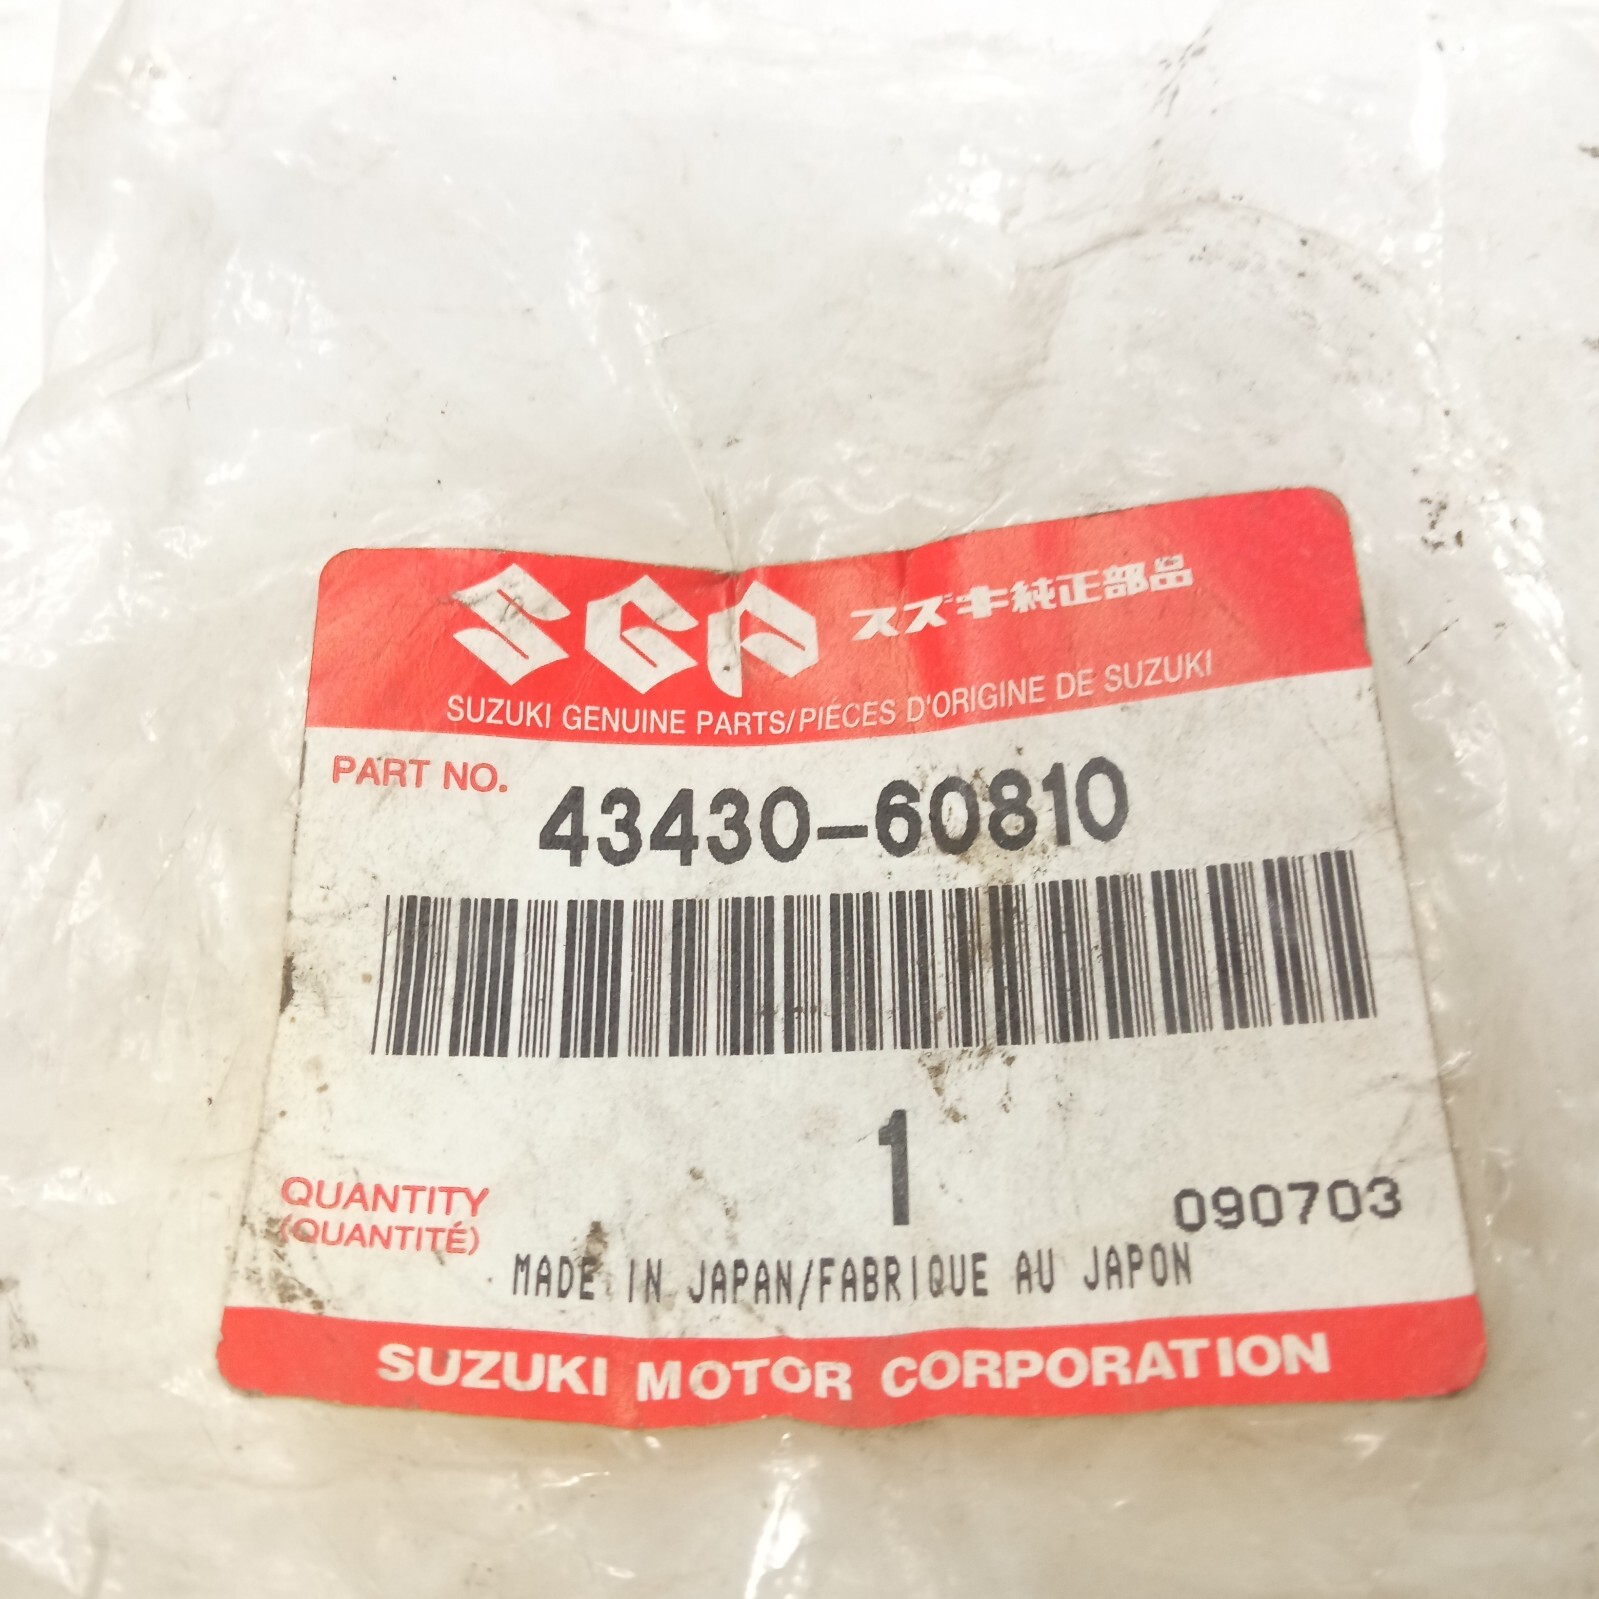 SGP スズキ純正部品
SUZUKI GENUINE PARTS/PIÉCES D'ORIGINE DE SUZUKI
PART NO. 43430-60810
1
QUANTITY
(QUANTITÉ)
090703
MADE IN JAPAN/FABRIQUE AU JAPON
SUZUKI MOTOR CORPORATION